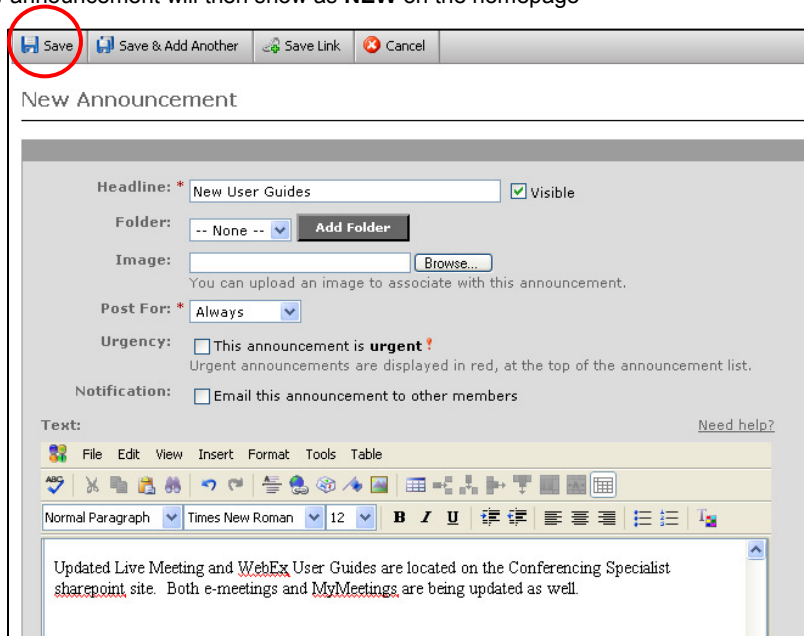 announcement will then show as NEW on the homepage
Save Save & Add Another Save Link Cancel
New Announcement
Headline: * New User Guides Visible
Folder: -- None -- Add Folder
Image: Browse...
You can upload an image to associate with this announcement.
Post For: * Always
Urgency: This announcement is urgent !
Urgent announcements are displayed in red, at the top of the announcement list.
Notification: Email this announcement to other members
Text: Need help?
File Edit View Insert Format Tools Table
ABC
Normal Paragraph Times New Roman 12 B I U T
Updated Live Meeting and WebEx User Guides are located on the Conferencing Specialist
sharepoint site. Both e-meetings and MyMeetings are being updated as well.